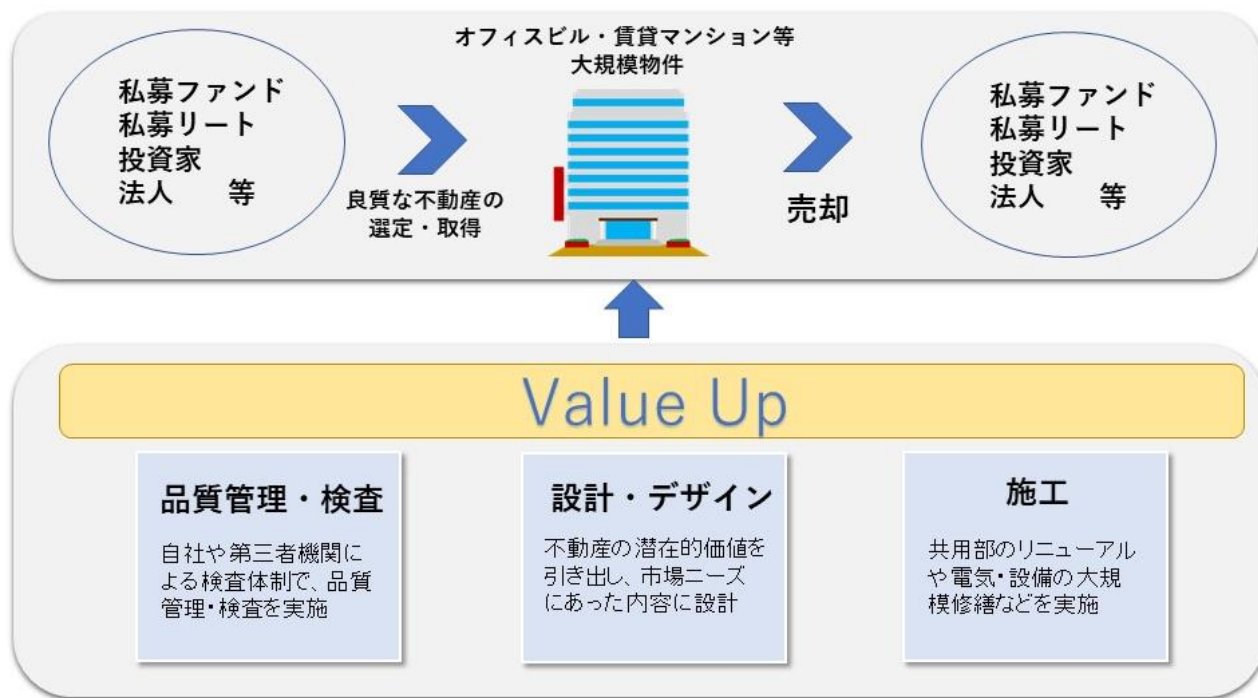 オフィスビル・賃貸マンション等
大規模物件
私募ファンド
私募リート
投資家
法人　　等
良質な不動産の
選定・取得
売却
私募ファンド
私募リート
投資家
法人　　等
Value Up
品質管理・検査
自社や第三者機関に
よる検査体制で、品質
管理・検査を実施
設計・デザイン
不動産の潜在的価値を
引き出し、市場ニーズ
にあった内容に設計
施工
共用部のリニューアル
や電気・設備の大規
模修繕などを実施